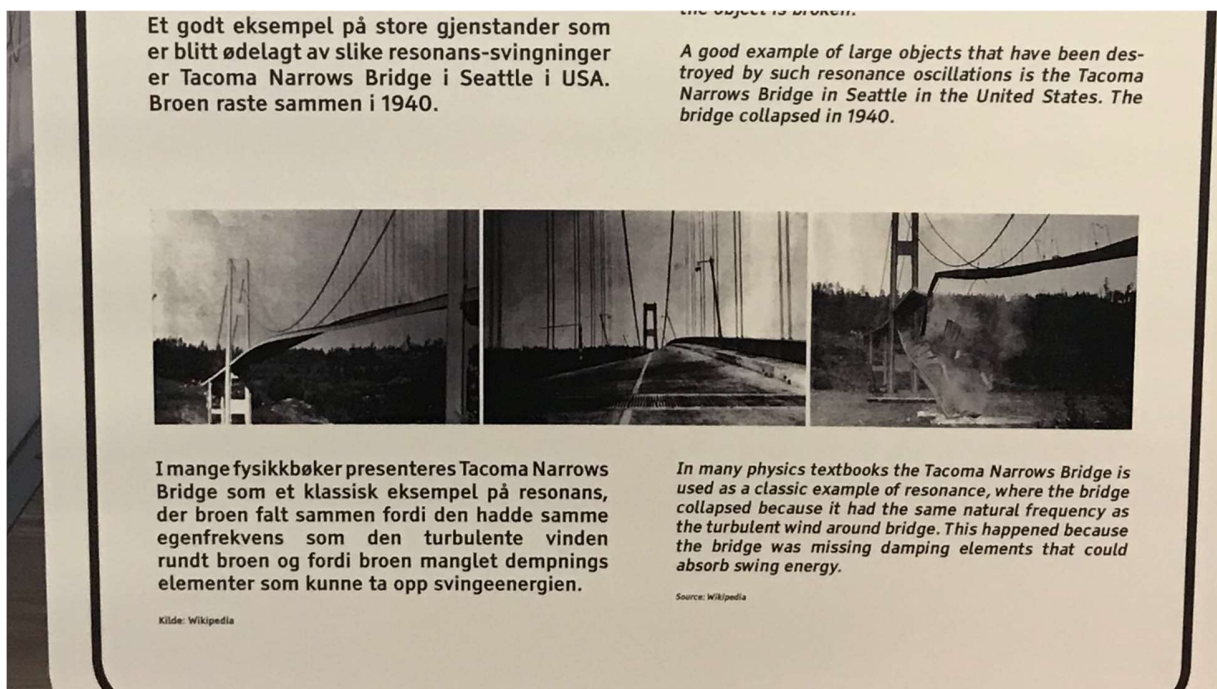 Et godt eksempel på store gjenstander som
er blitt ødelagt av slike resonans-svingninger
er Tacoma Narrows Bridge i Seattle i USA.
Broen raste sammen i 1940.
the object is broken.
A good example of large objects that have been des-
troyed by such resonance oscillations is the Tacoma
Narrows Bridge in Seattle in the United States. The
bridge collapsed in 1940.
I mange fysikkbøker presenteres Tacoma Narrows
Bridge som et klassisk eksempel på resonans,
der broen falt sammen fordi den hadde samme
egenfrekvens som den turbulente vinden
rundt broen og fordi broen manglet dempnings
elementer som kunne ta opp svingeenergien.
Kilde: Wikipedia
In many physics textbooks the Tacoma Narrows Bridge is
used as a classic example of resonance, where the bridge
collapsed because it had the same natural frequency as
the turbulent wind around bridge. This happened because
the bridge was missing damping elements that could
absorb swing energy.
Source: Wikipedia